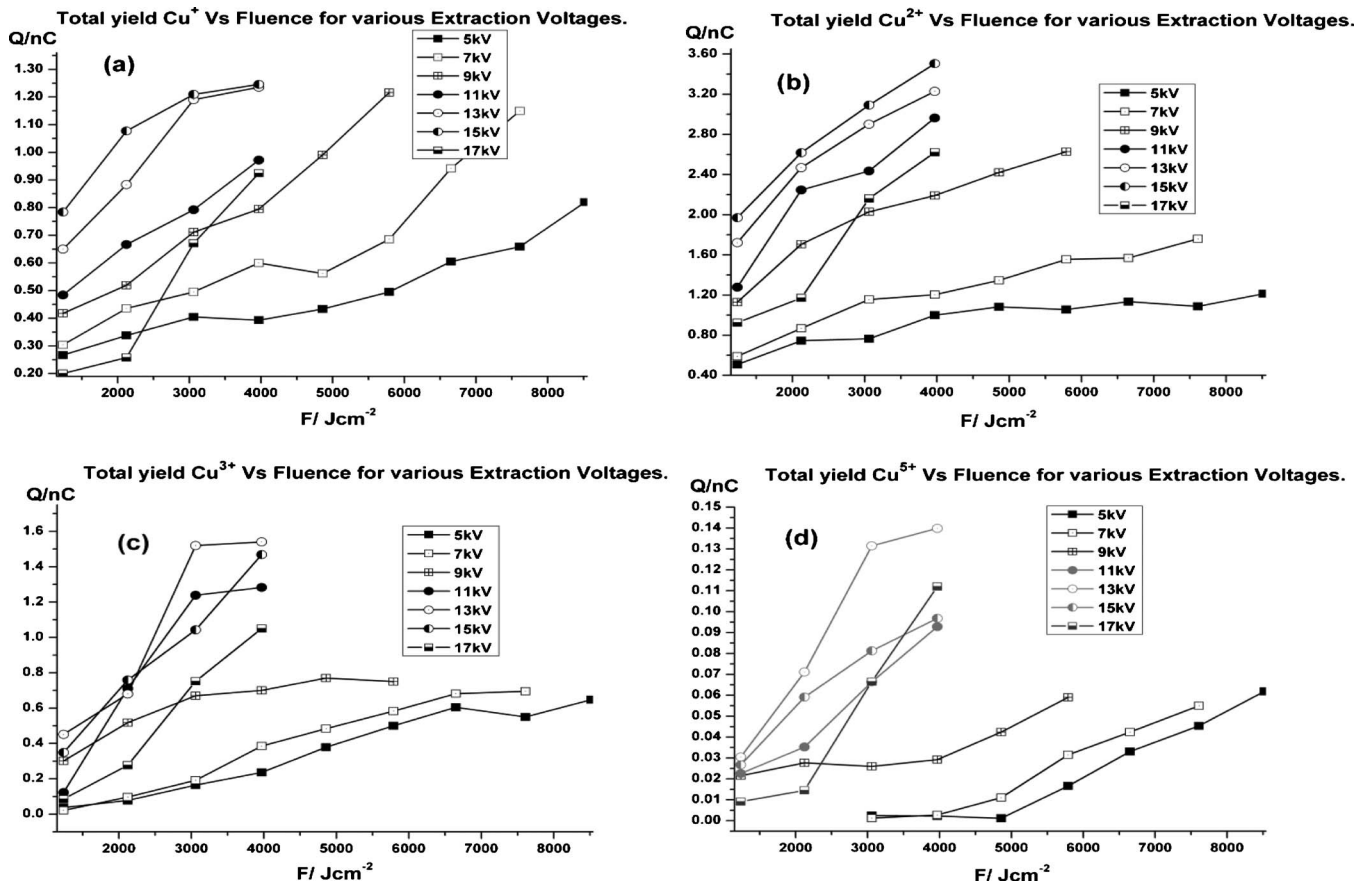 Total yield Cu⁺ Vs Fluence for various Extraction Voltages.
Q/nC
(a)
5kV
7kV
9kV
11kV
13kV
15kV
17kV
1.30
1.20
1.10
1.00
0.90
0.80
0.70
0.60
0.50
0.40
0.30
0.20
2000 3000 4000 5000 6000 7000 8000
F/ Jcm⁻²
Total yield Cu²⁺ Vs Fluence for various Extraction Voltages.
Q/nC
(b)
5kV
7kV
9kV
11kV
13kV
15kV
17kV
3.60
3.20
2.80
2.40
2.00
1.60
1.20
0.80
0.40
2000 3000 4000 5000 6000 7000 8000
F/ Jcm⁻²
Total yield Cu³⁺ Vs Fluence for various Extraction Voltages.
Q/nC
(c)
5kV
7kV
9kV
11kV
13kV
15kV
17kV
1.6
1.4
1.2
1.0
0.8
0.6
0.4
0.2
0.0
2000 3000 4000 5000 6000 7000 8000
F/ Jcm⁻²
Total yield Cu⁵⁺ Vs Fluence for various Extraction Voltages.
Q/nC
(d)
5kV
7kV
9kV
11kV
13kV
15kV
17kV
0.15
0.14
0.13
0.12
0.11
0.10
0.09
0.08
0.07
0.06
0.05
0.04
0.03
0.02
0.01
0.00
2000 3000 4000 5000 6000 7000 8000
F/ Jcm⁻²